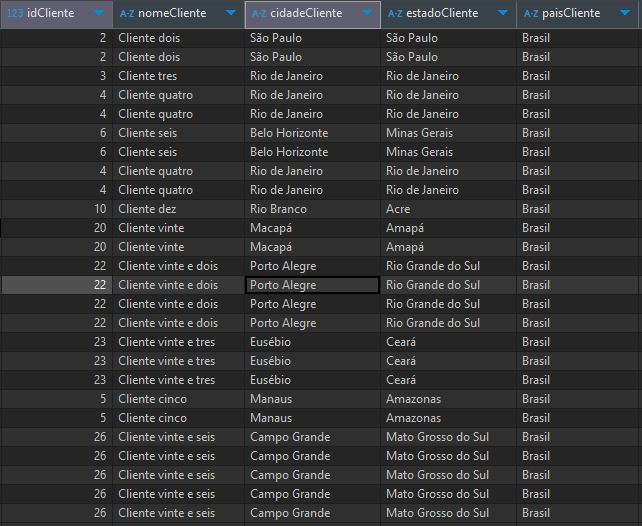 123 idCliente A-Z nomeCliente A-Z cidadeCliente A-Z estadoCliente A-Z paisCliente
2 Cliente dois São Paulo São Paulo Brasil
2 Cliente dois São Paulo São Paulo Brasil
3 Cliente tres Rio de Janeiro Rio de Janeiro Brasil
4 Cliente quatro Rio de Janeiro Rio de Janeiro Brasil
4 Cliente quatro Rio de Janeiro Rio de Janeiro Brasil
6 Cliente seis Belo Horizonte Minas Gerais Brasil
6 Cliente seis Belo Horizonte Minas Gerais Brasil
4 Cliente quatro Rio de Janeiro Rio de Janeiro Brasil
4 Cliente quatro Rio de Janeiro Rio de Janeiro Brasil
10 Cliente dez Rio Branco Acre Brasil
20 Cliente vinte Macapá Amapá Brasil
20 Cliente vinte Macapá Amapá Brasil
22 Cliente vinte e dois Porto Alegre Rio Grande do Sul Brasil
22 Cliente vinte e dois Porto Alegre Rio Grande do Sul Brasil
22 Cliente vinte e dois Porto Alegre Rio Grande do Sul Brasil
22 Cliente vinte e dois Porto Alegre Rio Grande do Sul Brasil
23 Cliente vinte e tres Eusébio Ceará Brasil
23 Cliente vinte e tres Eusébio Ceará Brasil
23 Cliente vinte e tres Eusébio Ceará Brasil
5 Cliente cinco Manaus Amazonas Brasil
5 Cliente cinco Manaus Amazonas Brasil
26 Cliente vinte e seis Campo Grande Mato Grosso do Sul Brasil
26 Cliente vinte e seis Campo Grande Mato Grosso do Sul Brasil
26 Cliente vinte e seis Campo Grande Mato Grosso do Sul Brasil
26 Cliente vinte e seis Campo Grande Mato Grosso do Sul Brasil
26 Cliente vinte e seis Campo Grande Mato Grosso do Sul Brasil